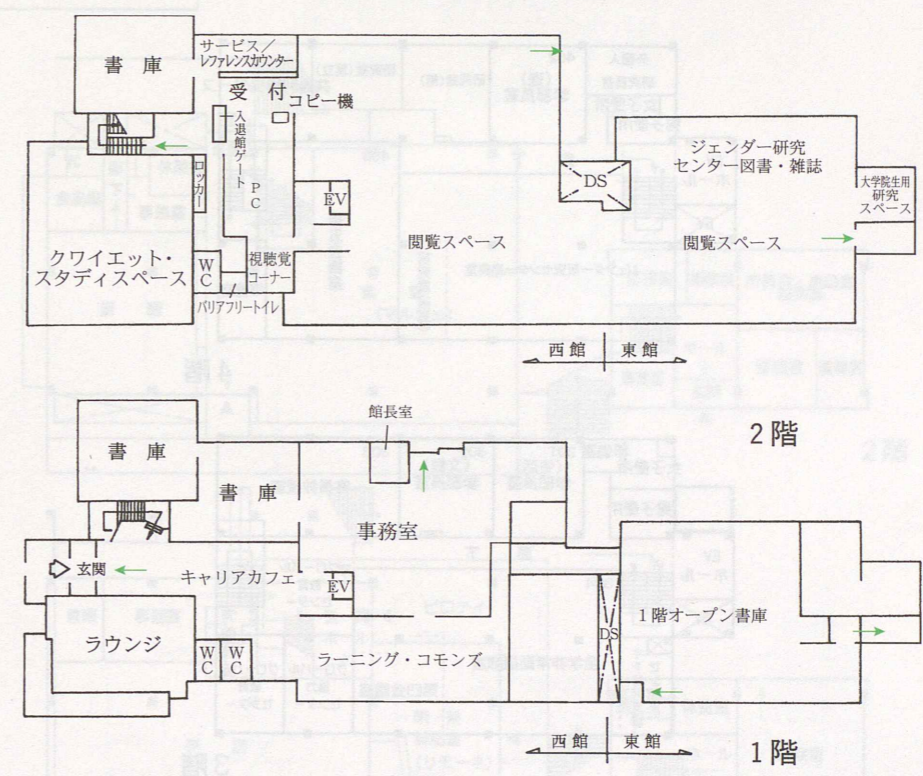 書庫
サービス／
レファレンスカウンター
受付
コピー機
入退館ゲート
PC
ロッカー
EV
DS
ジェンダー研究
センター図書・雑誌
大学院生用
研究
スペース
閲覧スペース
閲覧スペース
クワイエット・
スタディスペース
WC
視聴覚
コーナー
バリアフリートイレ
西館
東館
2階
書庫
館長室
書庫
事務室
玄関
キャリアカフェ
EV
DS
1階オープン書庫
ラウンジ
WC
WC
ラーニング・コモンズ
西館
東館
1階